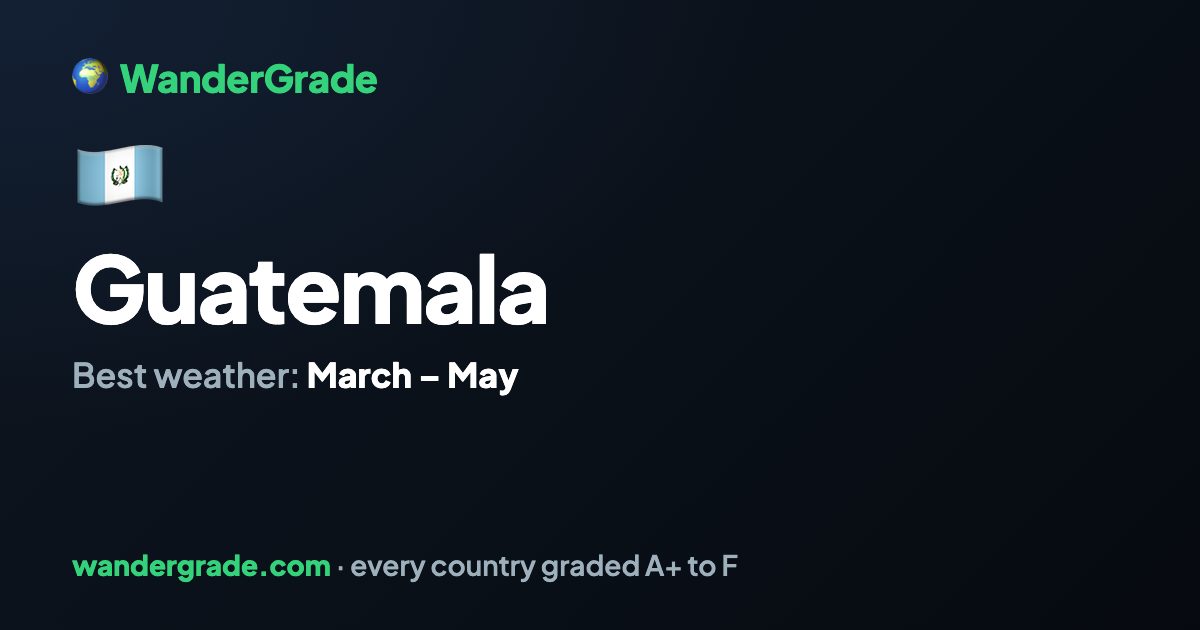 WanderGrade
Guatemala
Best weather: March – May
wandergrade.com · every country graded A+ to F